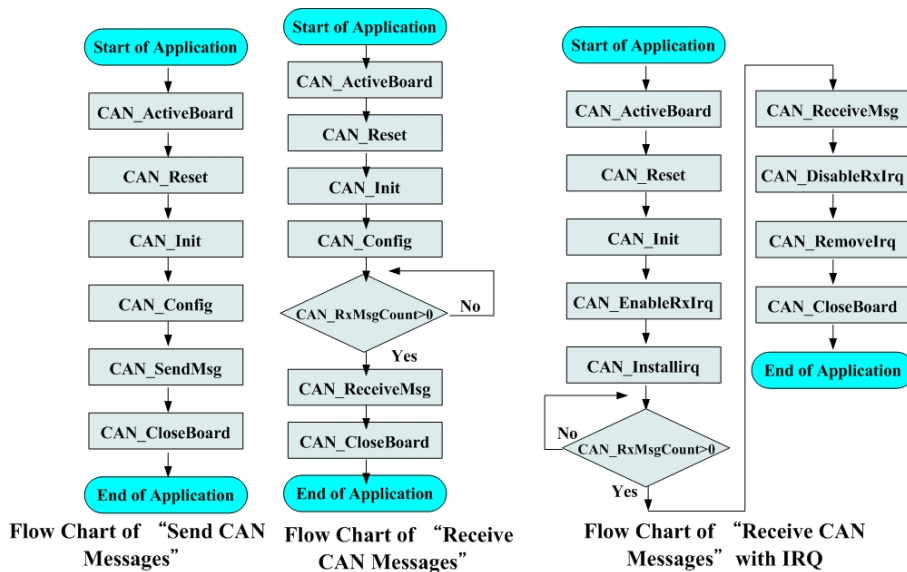 Start of Application
CAN_ActiveBoard
CAN_Reset
CAN_Init
CAN_Config
CAN_SendMsg
CAN_CloseBoard
End of Application
Flow Chart of “Send CAN
Messages”
Start of Application
CAN_ActiveBoard
CAN_Reset
CAN_Init
CAN_Config
CAN_RxMsgCount>0
No
Yes
CAN_ReceiveMsg
CAN_CloseBoard
End of Application
Flow Chart of “Receive
CAN Messages”
Start of Application
CAN_ActiveBoard
CAN_Reset
CAN_Init
CAN_EnableRxIrq
CAN_Installirq
No
CAN_RxMsgCount>0
Yes
CAN_ReceiveMsg
CAN_DisableRxIrq
CAN_RemoveIrq
CAN_CloseBoard
End of Application
Flow Chart of “Receive CAN
Messages” with IRQ